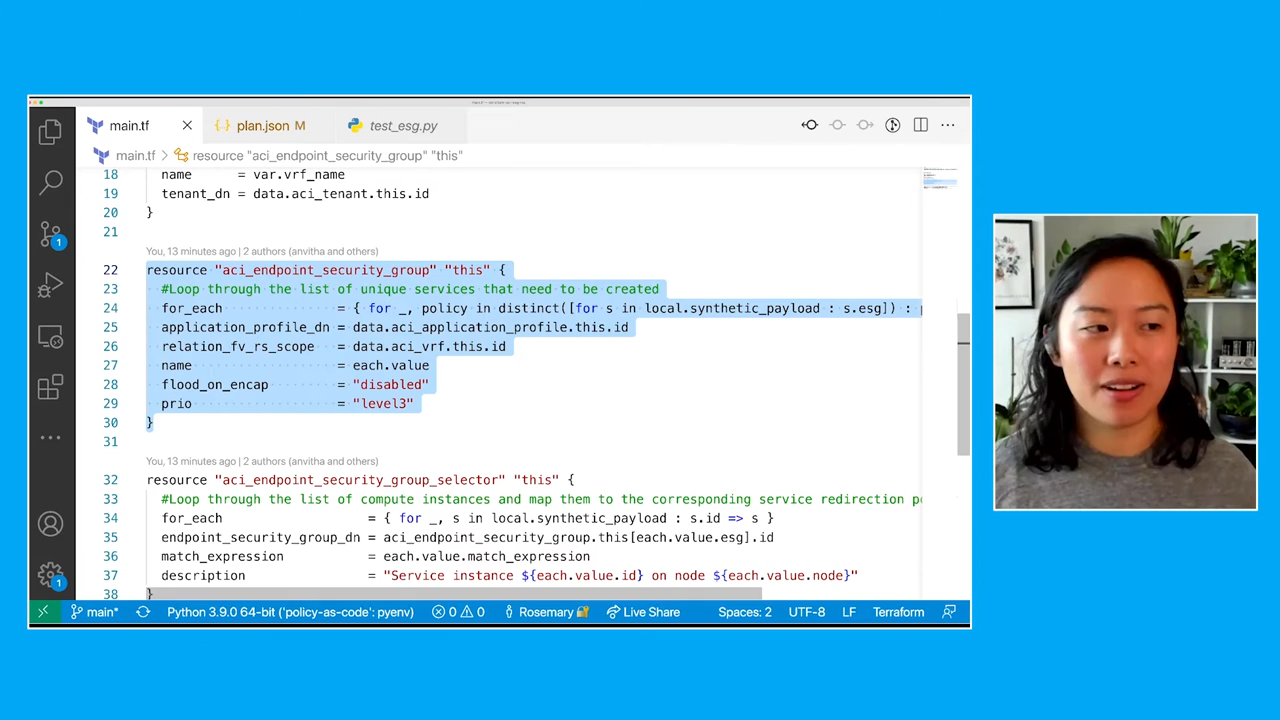 main.tf
plan.json M
test_esg.py
main.tf > resource "aci_endpoint_security_group" "this"
18 name = var.vrf_name
19 tenant_dn = data.aci_tenant.this.id
20 }
21
You, 13 minutes ago | 2 authors (anvitha and others)
22 resource "aci_endpoint_security_group" "this" {
23 #Loop through the list of unique services that need to be created
24 for_each = { for _, policy in distinct([for s in local.synthetic_payload : s.esg]) :
25 application_profile_dn = data.aci_application_profile.this.id
26 relation_fv_rs_scope = data.aci_vrf.this.id
27 name = each.value
28 flood_on_encap = "disabled"
29 prio = "level3"
30 }
31
You, 13 minutes ago | 2 authors (anvitha and others)
32 resource "aci_endpoint_security_group_selector" "this" {
33 #Loop through the list of compute instances and map them to the corresponding service redirection
34 for_each = { for _, s in local.synthetic_payload : s.id => s }
35 endpoint_security_group_dn = aci_endpoint_security_group.this[each.value.esg].id
36 match_expression = each.value.match_expression
37 description = "Service instance ${each.value.id} on node ${each.value.node}"
38 }
1
1
main* Python 3.9.0 64-bit ('policy-as-code': pyenv) 0 0 Rosemary Live Share Spaces: 2 UTF-8 LF Terraform